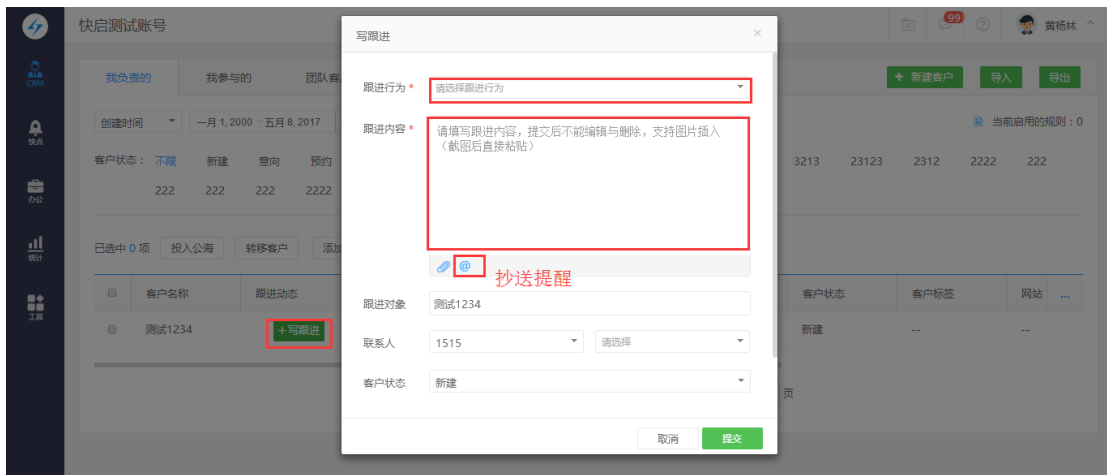 快启测试账号
写跟进
×
99
黄杨林
CRM
快点
办公
统计
工具
我负责的 我参与的 团队客
+ 新建客户 导入 导出
跟进行为 * 请选择跟进行为
创建时间 一月 1, 2000 - 五月 8, 2017
当前启用的规则：0
跟进内容 * 请填写跟进内容，提交后不能编辑与删除，支持图片插入
（截图后直接粘贴）
客户状态： 不限 新建 意向 预约
3213 23123 2312 2222 222
222 222 222 2222
已选中 0 项 投入公海 转移客户 添加
@ 抄送提醒
客户名称 跟进动态 客户状态 客户标签 网站 ...
跟进对象 测试1234
测试1234 +写跟进 新建 -- --
联系人 1515 请选择
客户状态 新建
页
取消 提交